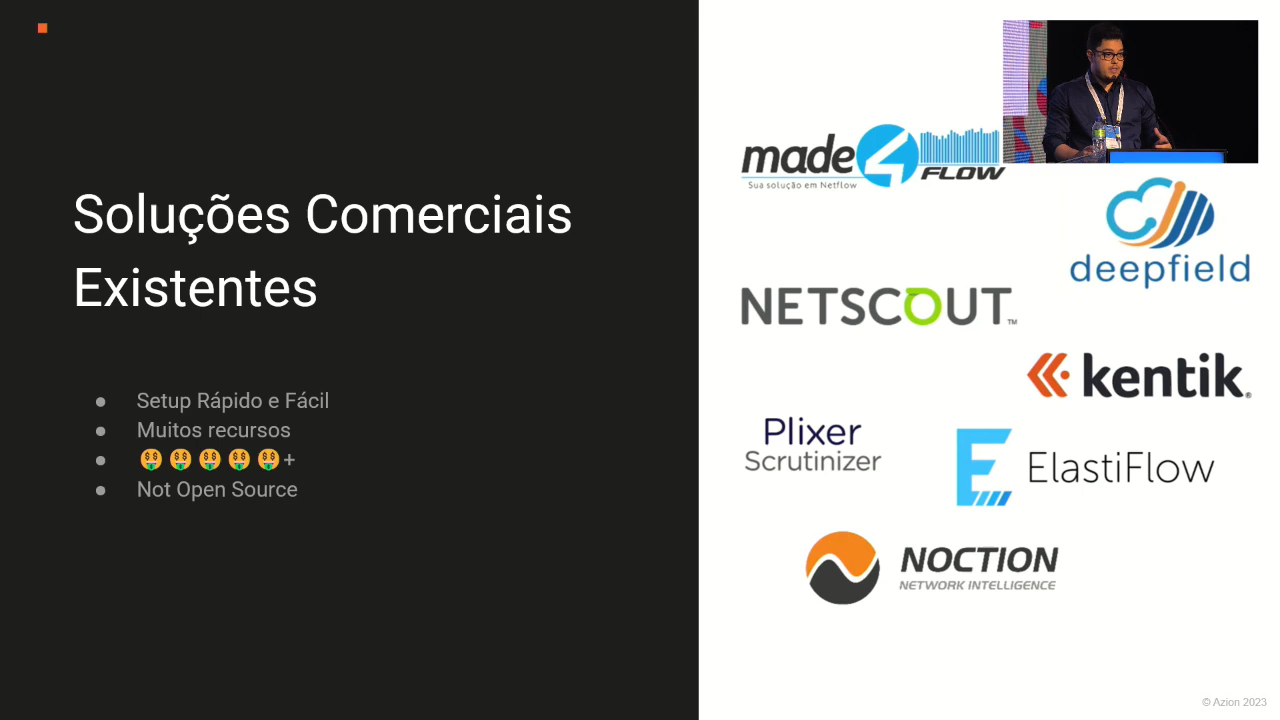 Soluções Comerciais
Existentes
● Setup Rápido e Fácil
● Muitos recursos
● 🤑 🤑 🤑 🤑 🤑+
● Not Open Source
made4FLOW
Sua solução em Netflow
deepfield
NETSCOUT™
kentik®
Plixer
Scrutinizer
ElastiFlow
NOCTION
NETWORK INTELLIGENCE
© Azion 2023